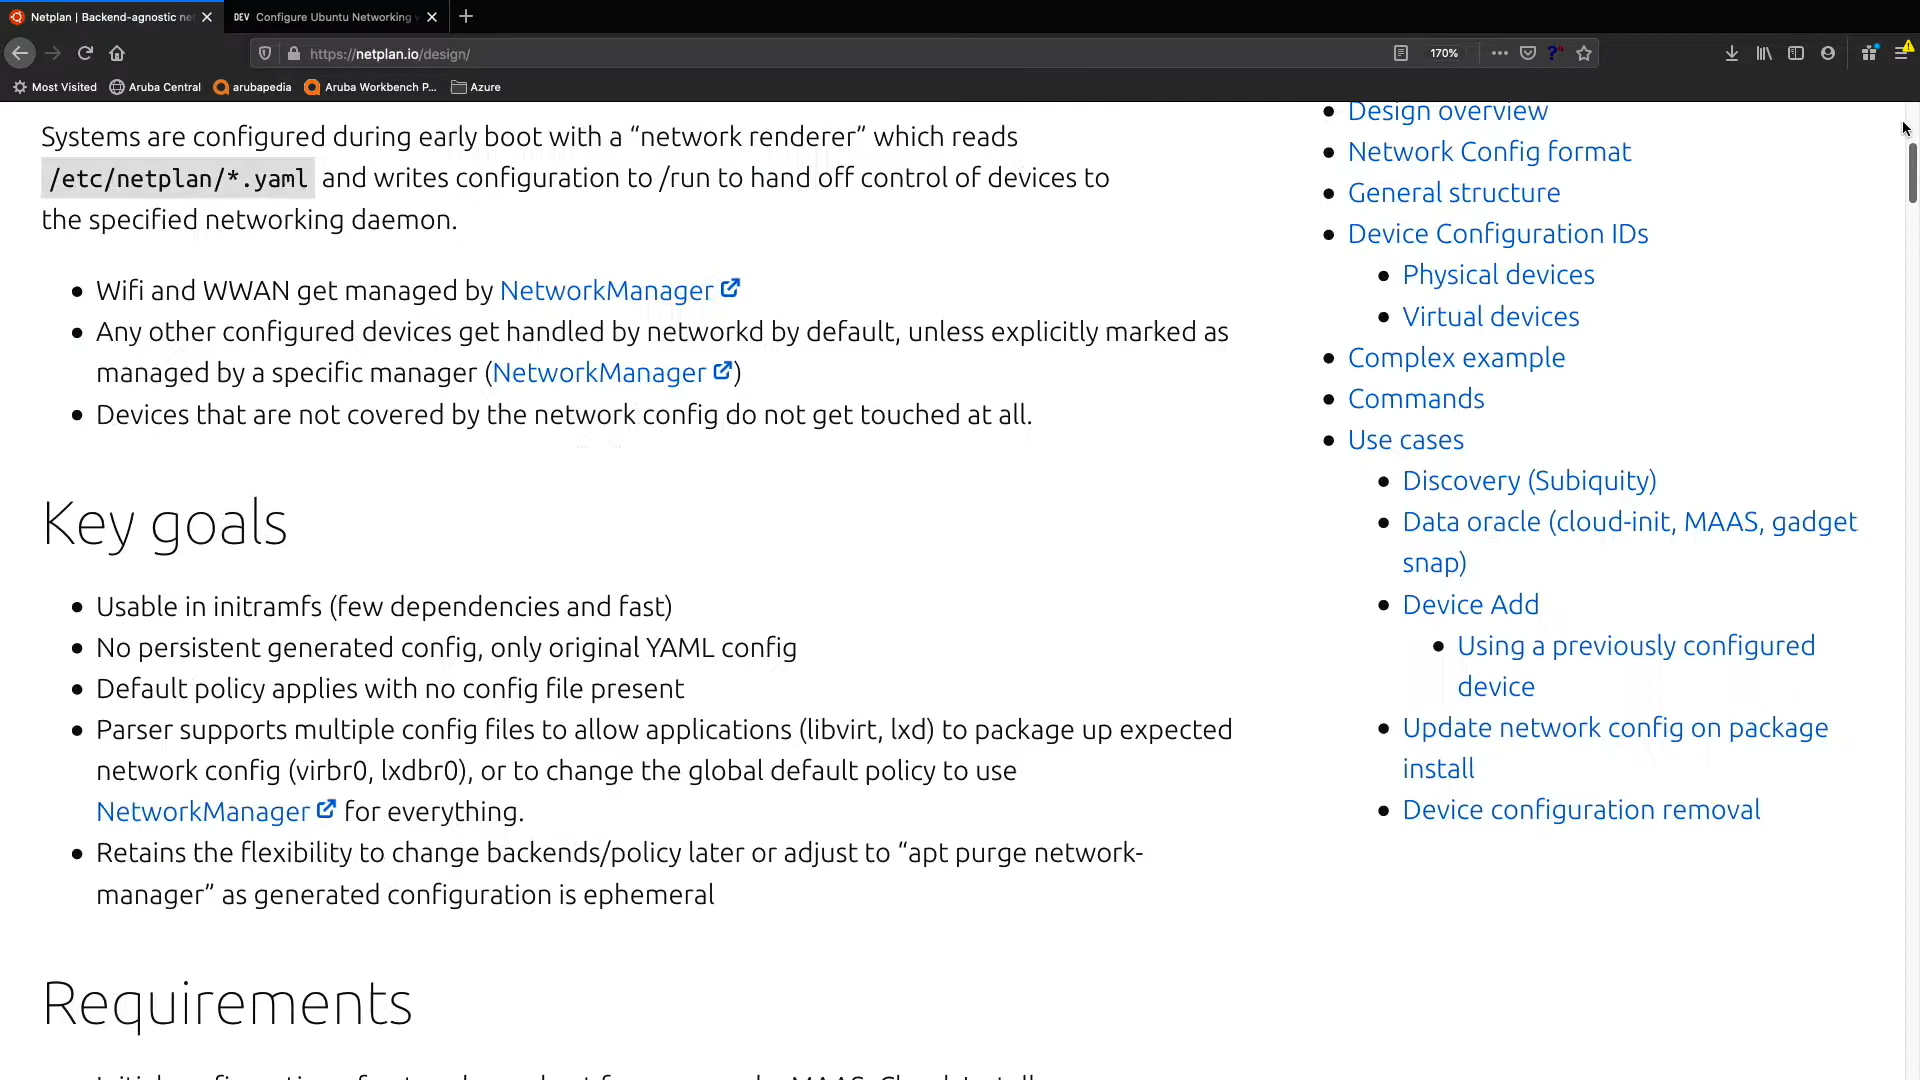 Netplan | Backend-agnostic ne
DEV Configure Ubuntu Networking
https://netplan.io/design/
170%
Most Visited
Aruba Central
arubapedia
Aruba Workbench P...
Azure
Systems are configured during early boot with a “network renderer” which reads
/etc/netplan/*.yaml and writes configuration to /run to hand off control of devices to
the specified networking daemon.
• Wifi and WWAN get managed by NetworkManager
• Any other configured devices get handled by networkd by default, unless explicitly marked as
managed by a specific manager (NetworkManager)
• Devices that are not covered by the network config do not get touched at all.
Key goals
• Usable in initramfs (few dependencies and fast)
• No persistent generated config, only original YAML config
• Default policy applies with no config file present
• Parser supports multiple config files to allow applications (libvirt, lxd) to package up expected
network config (virbr0, lxdbr0), or to change the global default policy to use
NetworkManager for everything.
• Retains the flexibility to change backends/policy later or adjust to “apt purge network-
manager” as generated configuration is ephemeral
Requirements
• Design overview
• Network Config format
• General structure
• Device Configuration IDs
• Physical devices
• Virtual devices
• Complex example
• Commands
• Use cases
• Discovery (Subiquity)
• Data oracle (cloud-init, MAAS, gadget
snap)
• Device Add
• Using a previously configured
device
• Update network config on package
install
• Device configuration removal